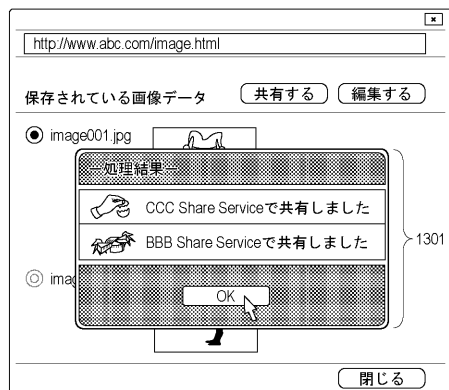 ×
http://www.abc.com/image.html
保存されている画像データ
共有する
編集する
image001.jpg
―処理結果―
CCC Share Serviceで共有しました
BBB Share Serviceで共有しました
1301
OK
閉じる